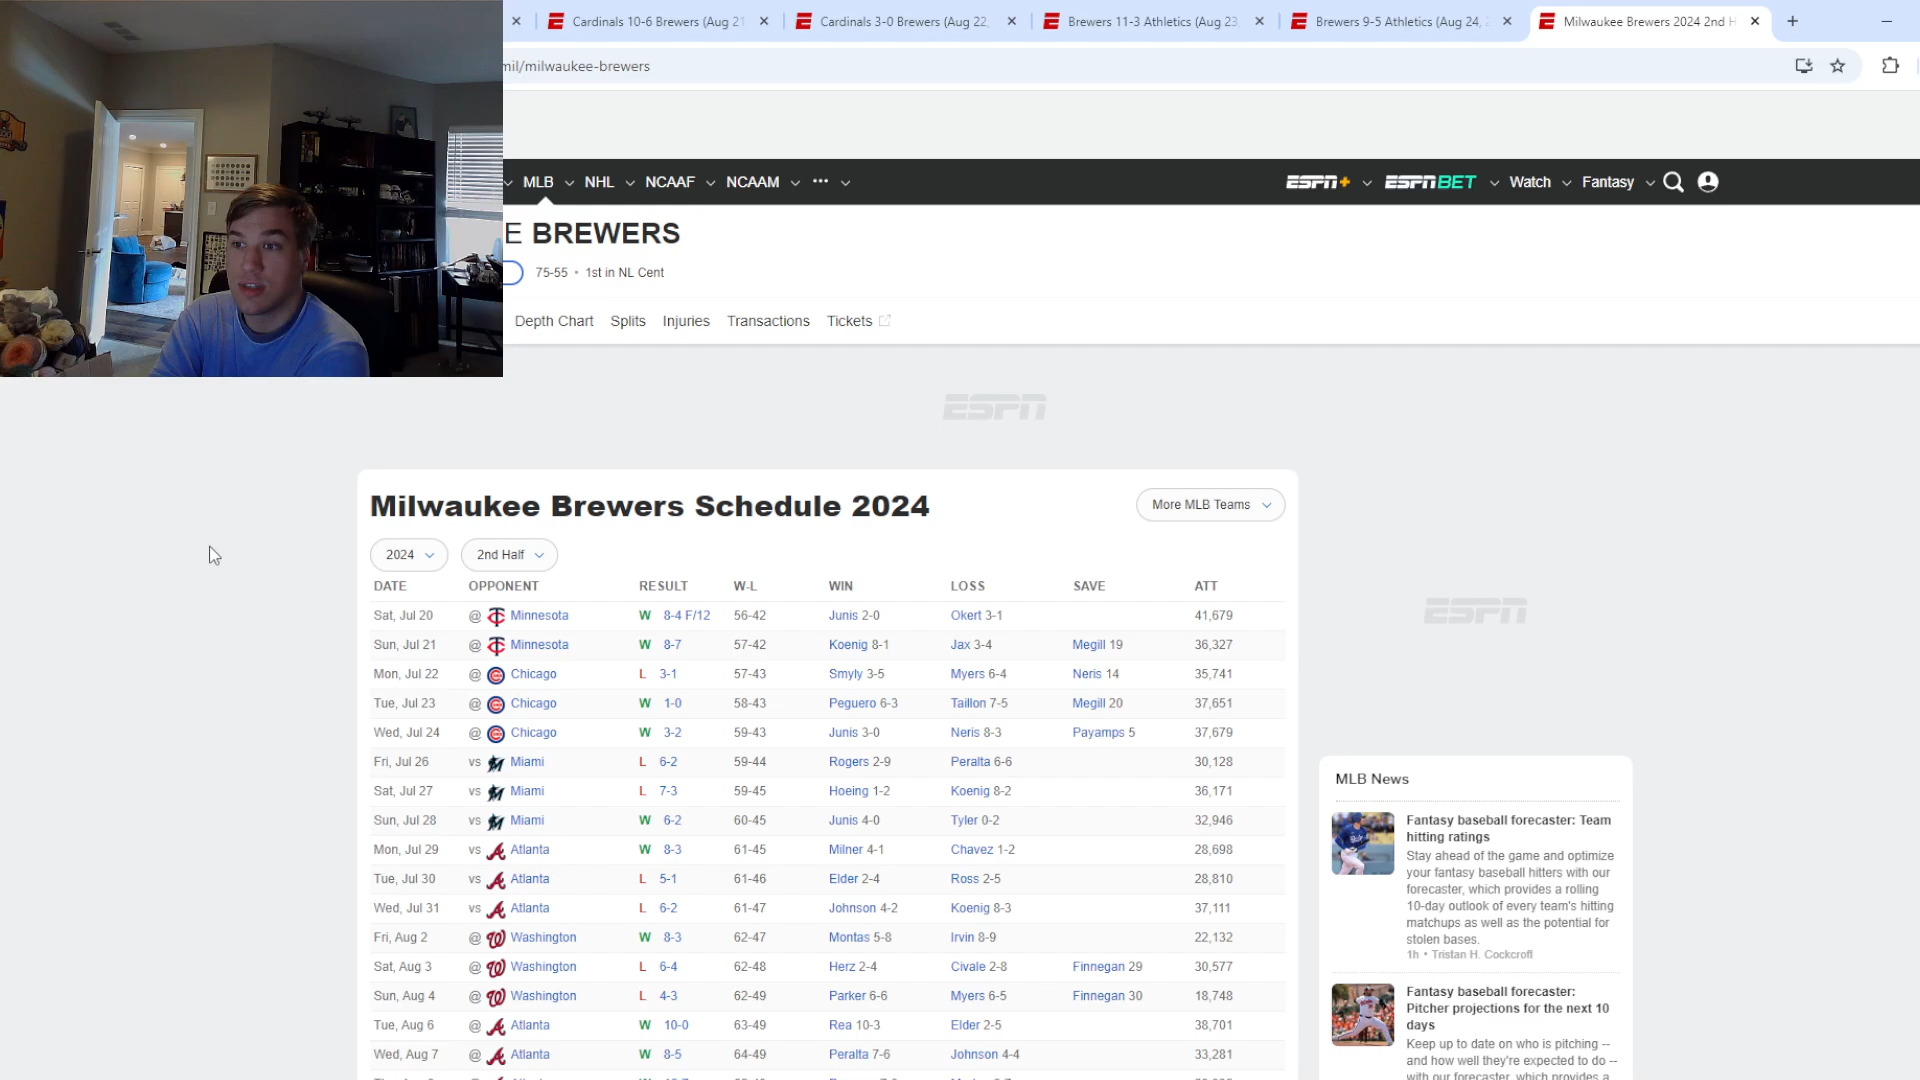 Cardinals 10-6 Brewers (Aug 21
Cardinals 3-0 Brewers (Aug 22,
Brewers 11-3 Athletics (Aug 23,
Brewers 9-5 Athletics (Aug 24, 2
Milwaukee Brewers 2024 2nd H
mil/milwaukee-brewers
MLB NHL NCAAF NCAAM ESPN+ ESPN BET Watch Fantasy
E BREWERS
75-55 • 1st in NL Cent
Depth Chart Splits Injuries Transactions Tickets
ESPN
Milwaukee Brewers Schedule 2024
More MLB Teams
2024 2nd Half
DATE OPPONENT RESULT W-L WIN LOSS SAVE ATT
Sat, Jul 20 @ Minnesota W 8-4 F/12 56-42 Junis 2-0 Okert 3-1 41,679
Sun, Jul 21 @ Minnesota W 8-7 57-42 Koenig 8-1 Jax 3-4 Megill 19 36,327
Mon, Jul 22 @ Chicago L 3-1 57-43 Smyly 3-5 Myers 6-4 Neris 14 35,741
Tue, Jul 23 @ Chicago W 1-0 58-43 Peguero 6-3 Taillon 7-5 Megill 20 37,651
Wed, Jul 24 @ Chicago W 3-2 59-43 Junis 3-0 Neris 8-3 Payamps 5 37,679
Fri, Jul 26 vs Miami L 6-2 59-44 Rogers 2-9 Peralta 6-6 30,128
Sat, Jul 27 vs Miami L 7-3 59-45 Hoeing 1-2 Koenig 8-2 36,171
Sun, Jul 28 vs Miami W 6-2 60-45 Junis 4-0 Tyler 0-2 32,946
Mon, Jul 29 vs Atlanta W 8-3 61-45 Milner 4-1 Chavez 1-2 28,698
Tue, Jul 30 vs Atlanta L 5-1 61-46 Elder 2-4 Ross 2-5 28,810
Wed, Jul 31 vs Atlanta L 6-2 61-47 Johnson 4-2 Koenig 8-3 37,111
Fri, Aug 2 @ Washington W 8-3 62-47 Montas 5-8 Irvin 8-9 22,132
Sat, Aug 3 @ Washington L 6-4 62-48 Herz 2-4 Civale 2-8 Finnegan 29 30,577
Sun, Aug 4 @ Washington L 4-3 62-49 Parker 6-6 Myers 6-5 Finnegan 30 18,748
Tue, Aug 6 @ Atlanta W 10-0 63-49 Rea 10-3 Elder 2-5 38,701
Wed, Aug 7 @ Atlanta W 8-5 64-49 Peralta 7-6 Johnson 4-4 33,281
ESPN
MLB News
Fantasy baseball forecaster: Team
hitting ratings
Stay ahead of the game and optimize
your fantasy baseball hitters with our
forecaster, which provides a rolling
10-day outlook of every team's hitting
matchups as well as the potential for
stolen bases.
1h • Tristan H. Cockcroft
Fantasy baseball forecaster:
Pitcher projections for the next 10
days
Keep up to date on who is pitching --
and how well they're expected to do --
with our forecaster, which provides a